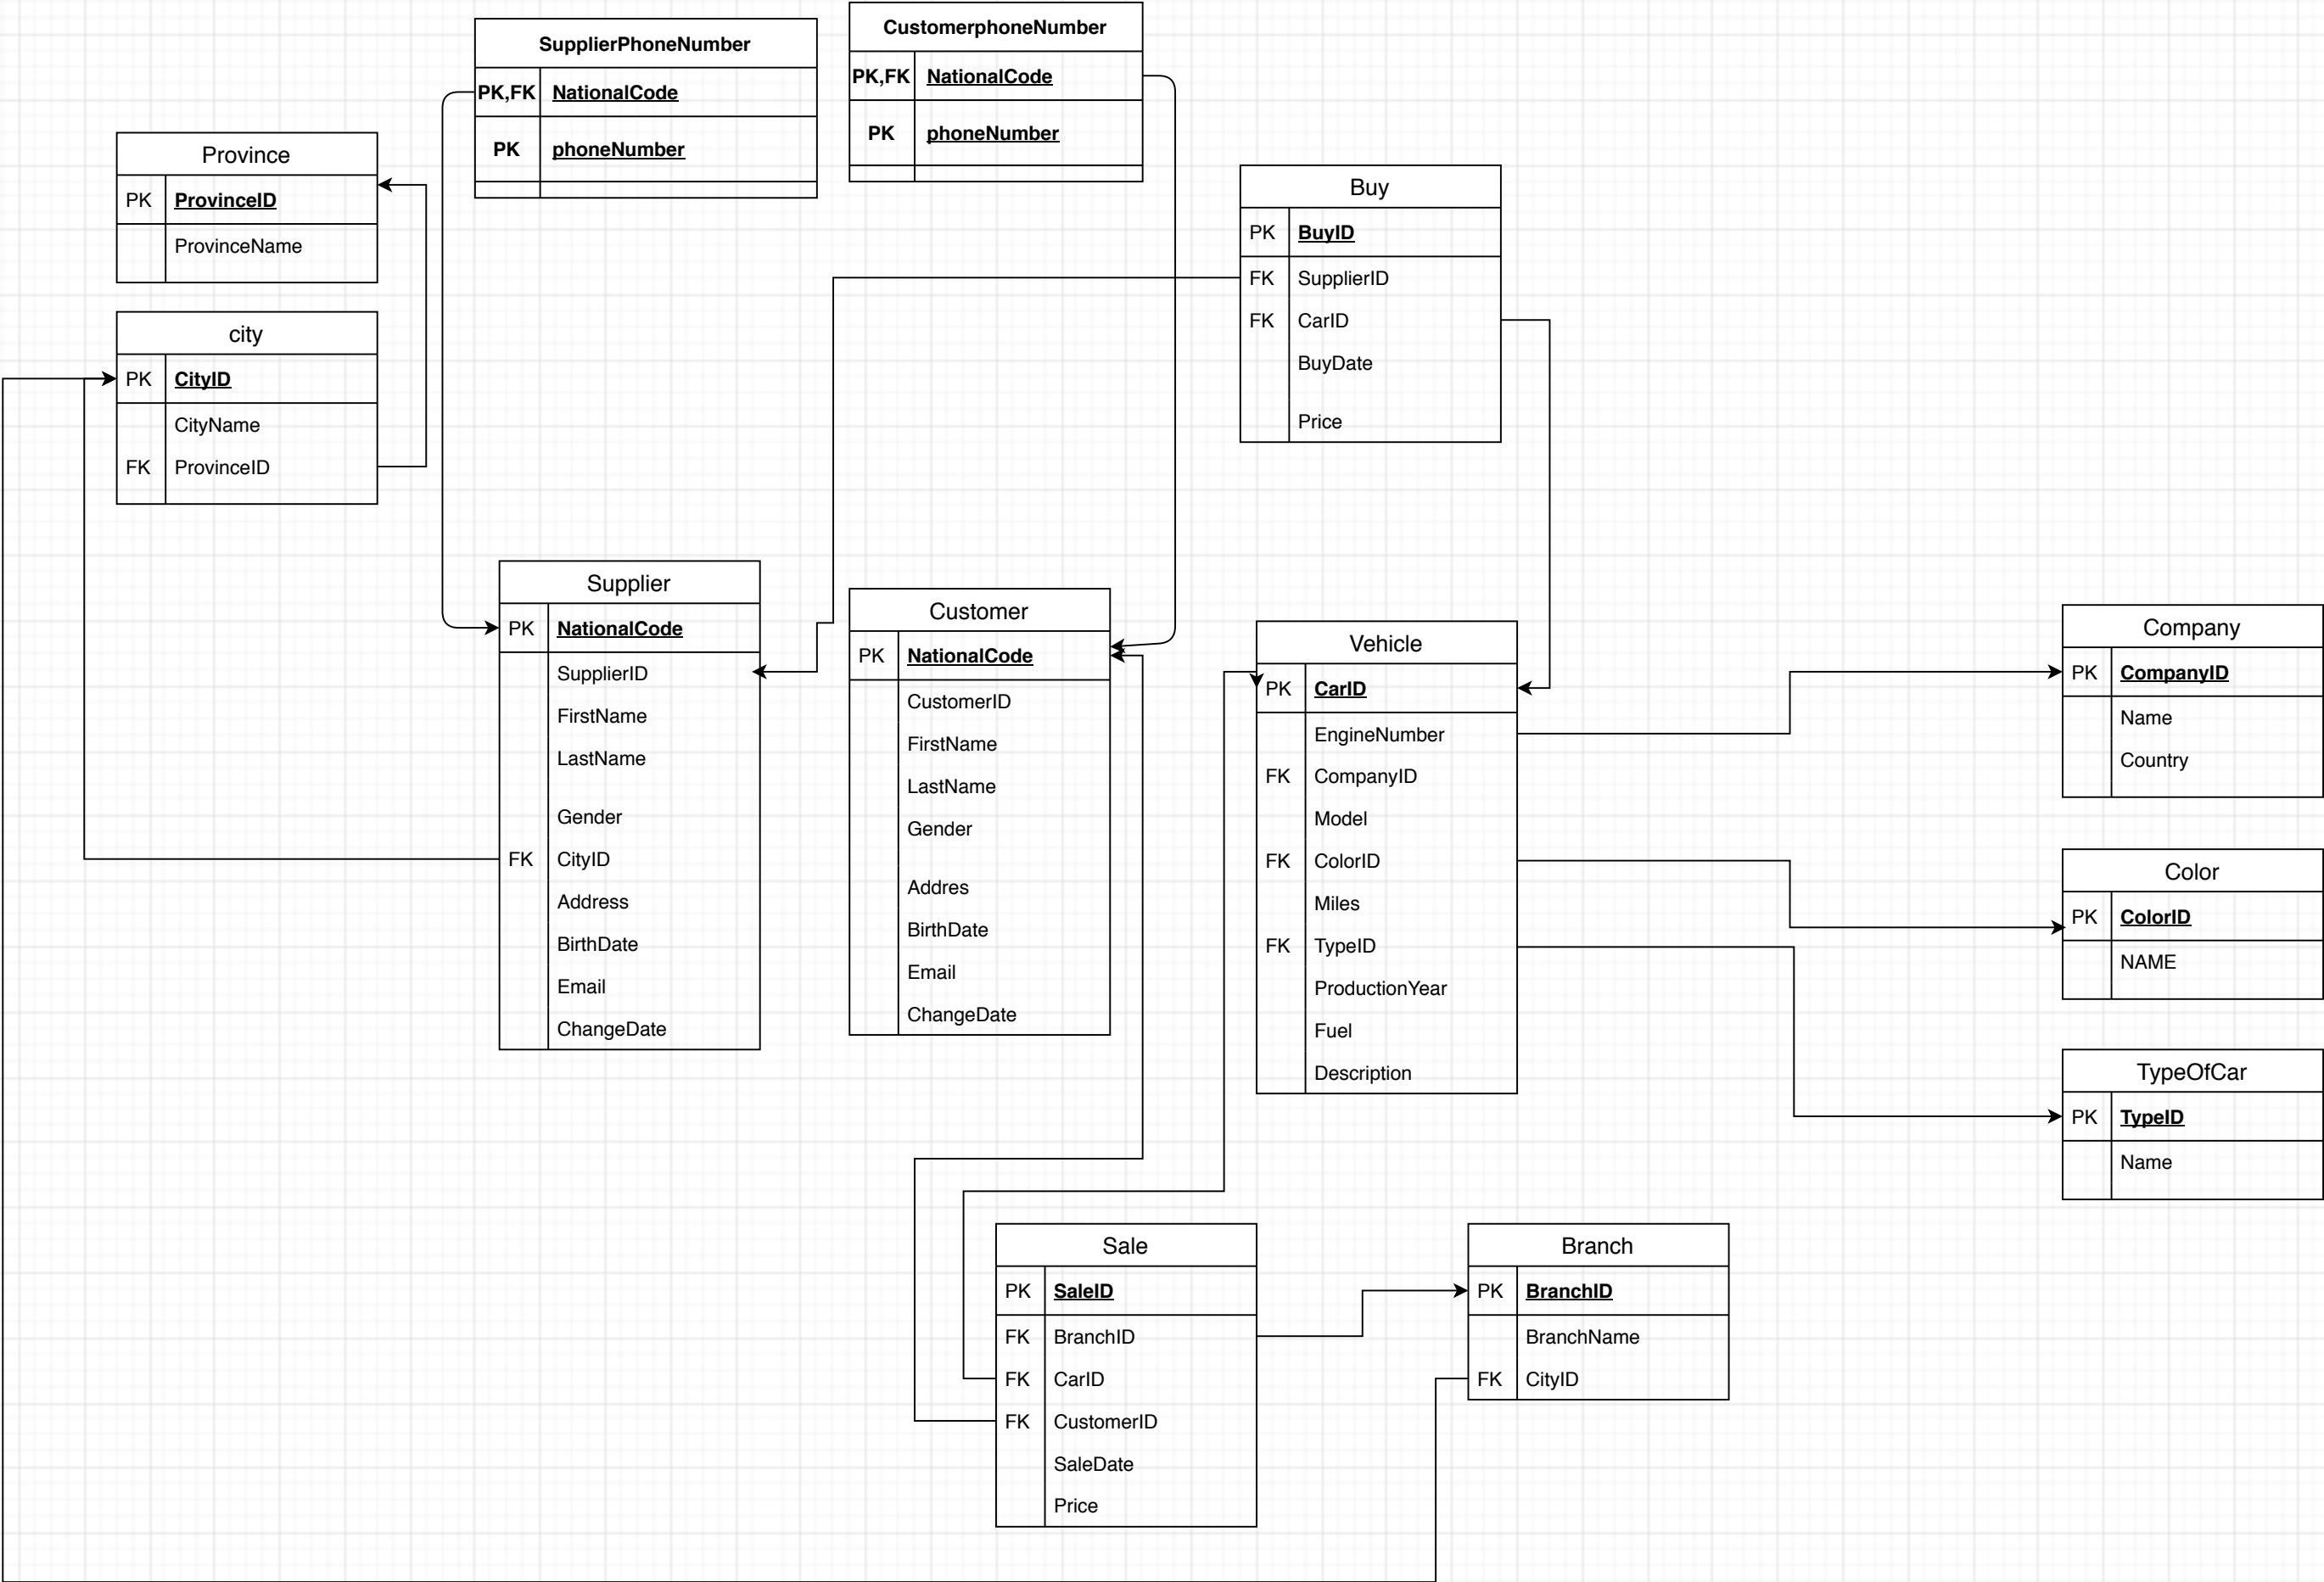 SupplierPhoneNumber
PK,FK NationalCode
PK phoneNumber
CustomerphoneNumber
PK,FK NationalCode
PK phoneNumber
Province
PK ProvinceID
ProvinceName
city
PK CityID
CityName
FK ProvinceID
Buy
PK BuyID
FK SupplierID
FK CarID
BuyDate
Price
Supplier
PK NationalCode
SupplierID
FirstName
LastName
Gender
FK CityID
Address
BirthDate
Email
ChangeDate
Customer
PK NationalCode
CustomerID
FirstName
LastName
Gender
Addres
BirthDate
Email
ChangeDate
Vehicle
PK CarID
EngineNumber
FK CompanyID
Model
FK ColorID
Miles
FK TypeID
ProductionYear
Fuel
Description
Company
PK CompanyID
Name
Country
Color
PK ColorID
NAME
TypeOfCar
PK TypeID
Name
Sale
PK SaleID
FK BranchID
FK CarID
FK CustomerID
SaleDate
Price
Branch
PK BranchID
BranchName
FK CityID